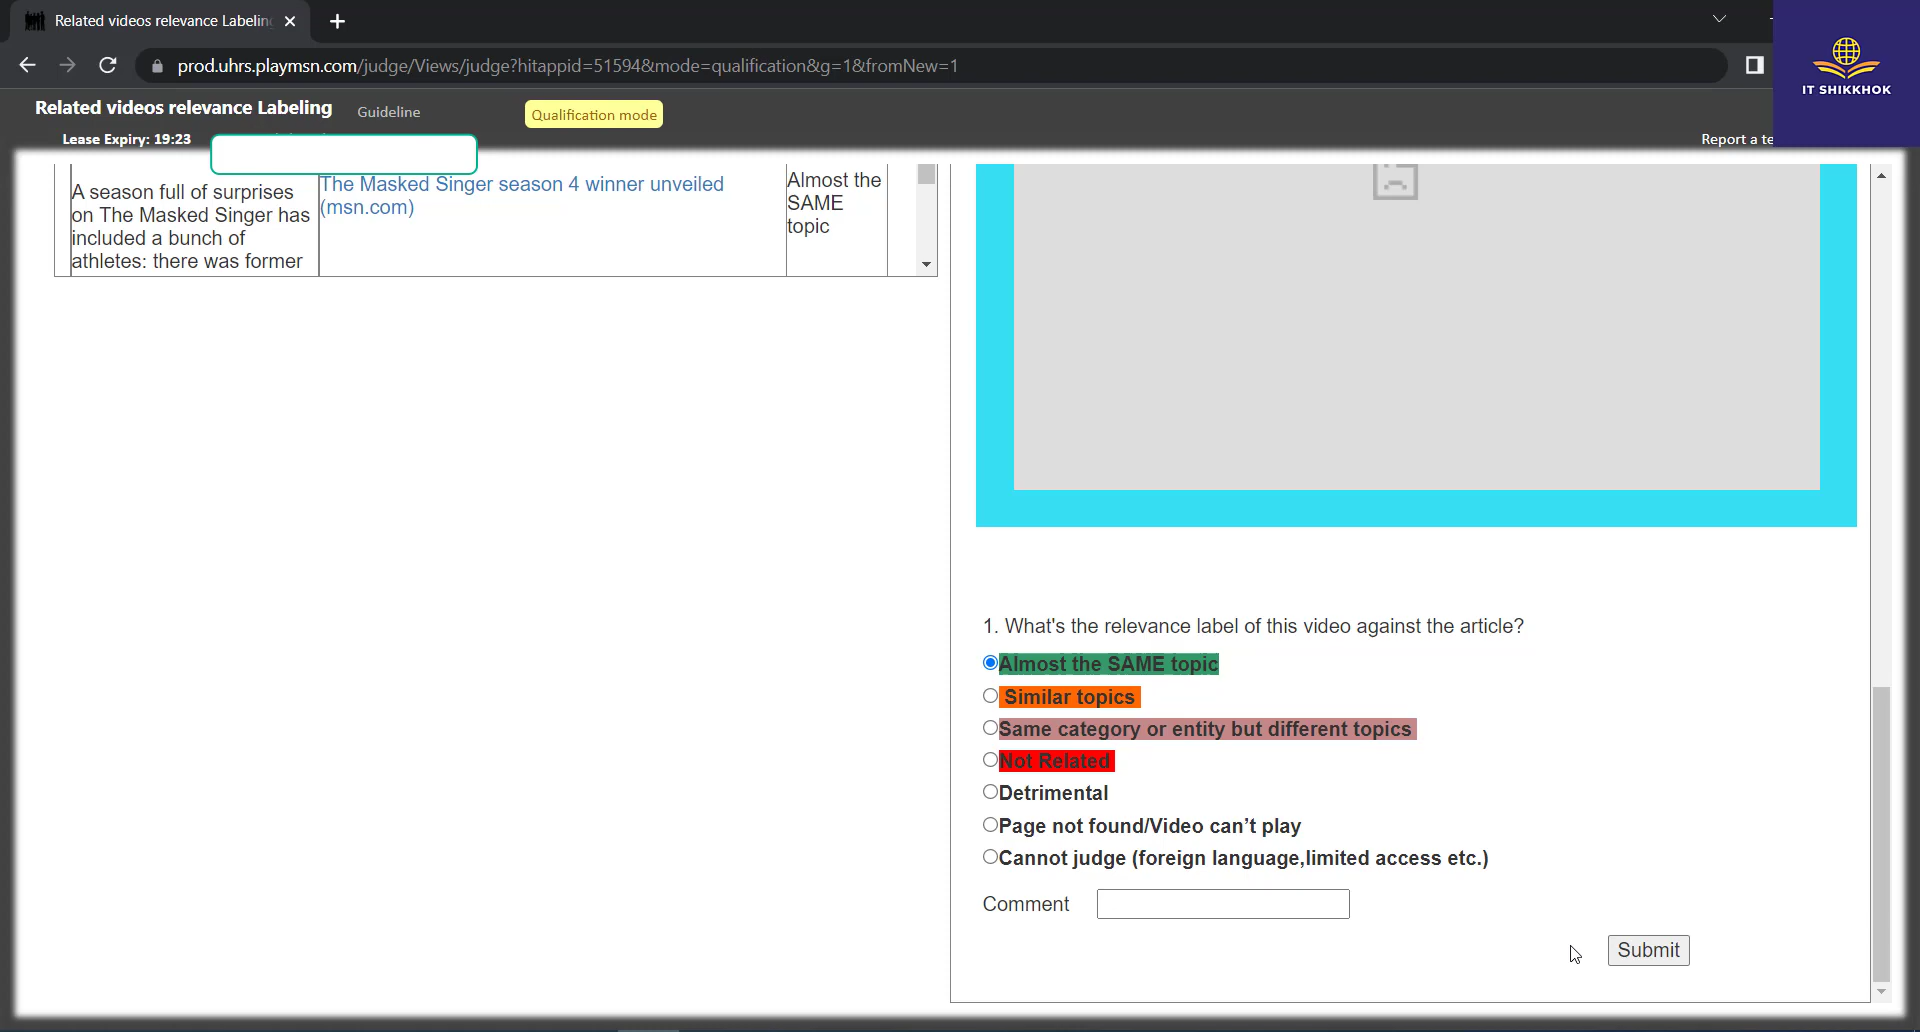 Related videos relevance Labelin
prod.uhrs.playmsn.com/judge/Views/judge?hitappid=51594&mode=qualification&g=1&fromNew=1
IT SHIKKHOK
Related videos relevance Labeling
Guideline
Qualification mode
Lease Expiry: 19:23
Report a te
A season full of surprises
on The Masked Singer has
included a bunch of
athletes: there was former
The Masked Singer season 4 winner unveiled
(msn.com)
Almost the
SAME
topic
1. What's the relevance label of this video against the article?
Almost the SAME topic
Similar topics
Same category or entity but different topics
Not Related
Detrimental
Page not found/Video can’t play
Cannot judge (foreign language,limited access etc.)
Comment
Submit